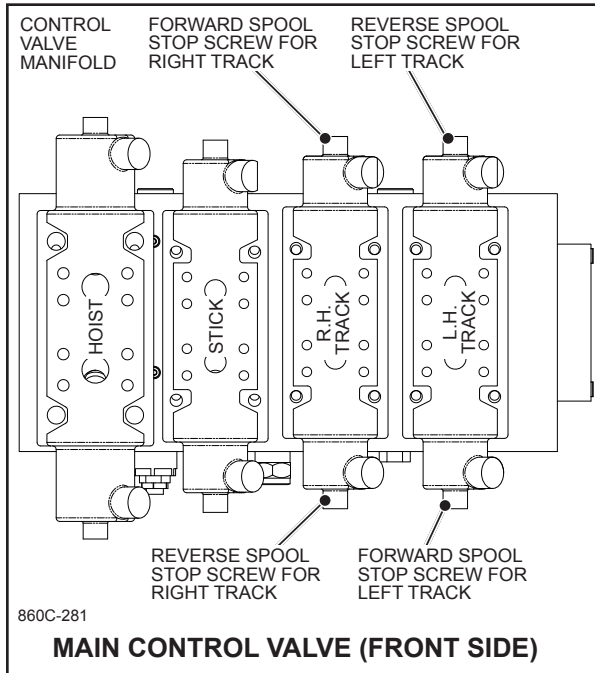 CONTROL
VALVE
MANIFOLD
FORWARD SPOOL
STOP SCREW FOR
RIGHT TRACK
REVERSE SPOOL
STOP SCREW FOR
LEFT TRACK
HOIST
STICK
R.H.
TRACK
L.H.
TRACK
REVERSE SPOOL
STOP SCREW FOR
RIGHT TRACK
FORWARD SPOOL
STOP SCREW FOR
LEFT TRACK
860C-281
MAIN CONTROL VALVE (FRONT SIDE)